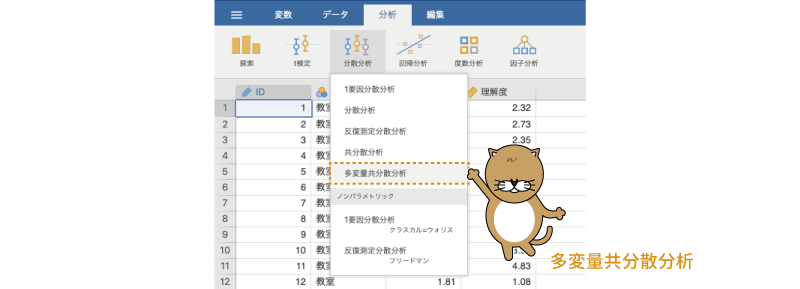 変数 データ 分析 編集
探索 t検定 分散分析 回帰分析 度数分析 因子分析
ID 理解度
1 1 教室 2.32
2 2 教室 2.73
3 3 教室 2.35
4 4 教室
5 5 教室
6 6 教室
7 7 教室
8 8 教室
9 9 教室
10 10 教室
11 11 教室 4.83
12 12 教室 1.81 1.08
1要因分散分析
分散分析
反復測定分散分析
共分散分析
多変量共分散分析
ノンパラメトリック
1要因分散分析
クラスカル=ウォリス
反復測定分散分析
フリードマン
多変量共分散分析